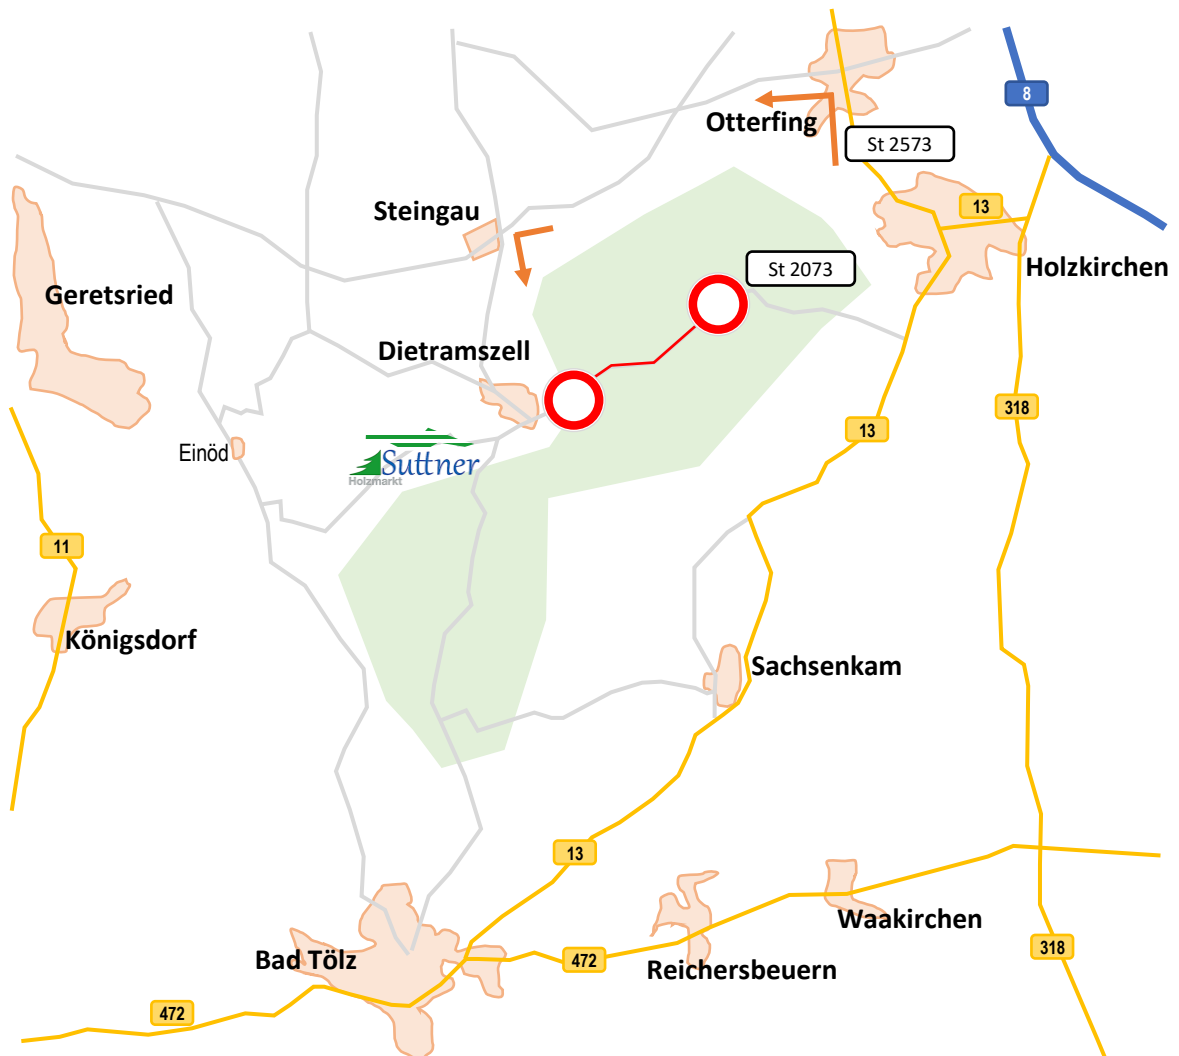 8
Otterfing
St 2573
Steingau
13
Holzkirchen
St 2073
Geretsried
Dietramszell
318
13
Einöd
Suttner
Holzmarkt
11
Königsdorf
Sachsenkam
13
Waakirchen
318
Bad Tölz
472
Reichersbeuern
472